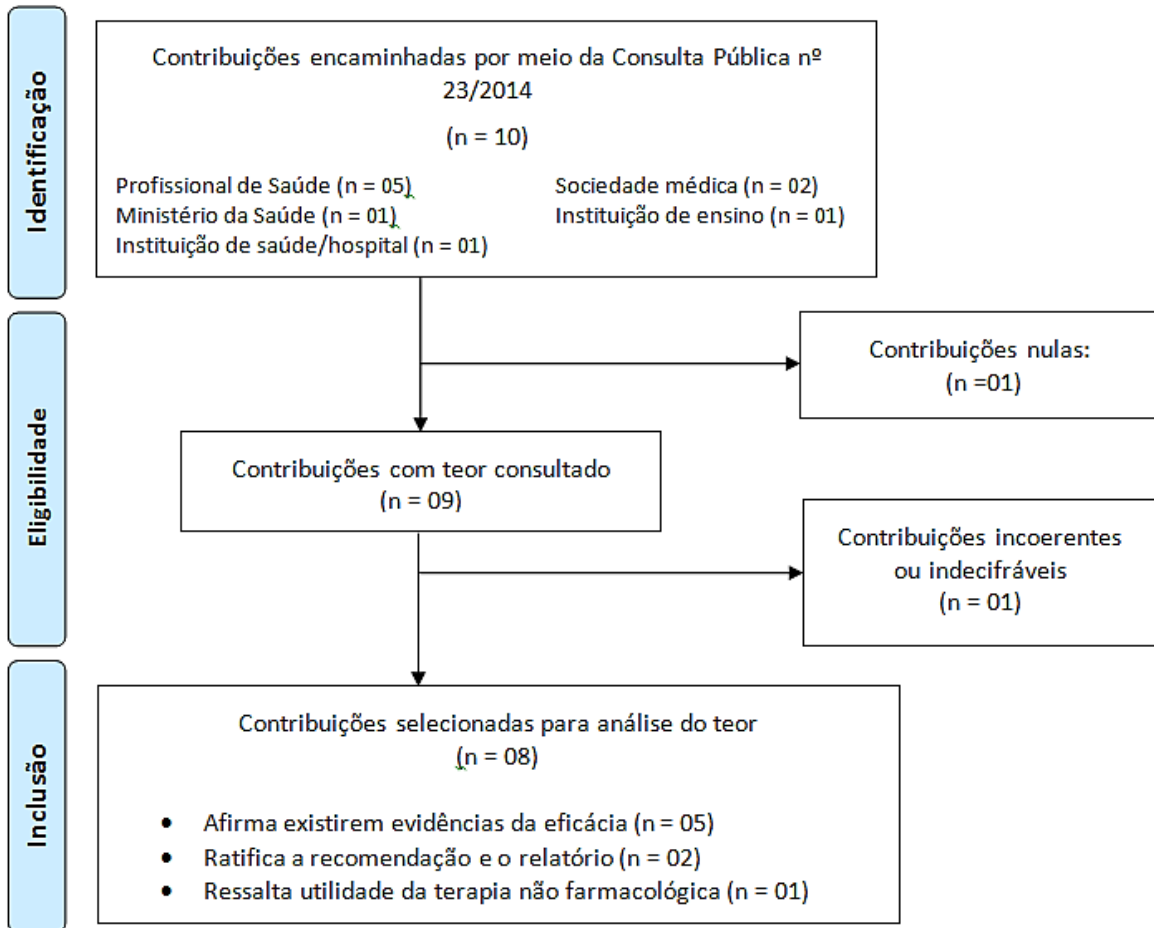 Identificação
Contribuições encaminhadas por meio da Consulta Pública nº
23/2014
(n = 10)
Profissional de Saúde (n = 05)
Sociedade médica (n = 02)
Ministério da Saúde (n = 01)
Instituição de ensino (n = 01)
Instituição de saúde/hospital (n = 01)
Eligibilidade
Contribuições nulas:
(n =01)
Contribuições com teor consultado
(n = 09)
Contribuições incoerentes
ou indecifráveis
(n = 01)
Inclusão
Contribuições selecionadas para análise do teor
(n = 08)
• Afirma existirem evidências da eficácia (n = 05)
• Ratifica a recomendação e o relatório (n = 02)
• Ressalta utilidade da terapia não farmacológica (n = 01)